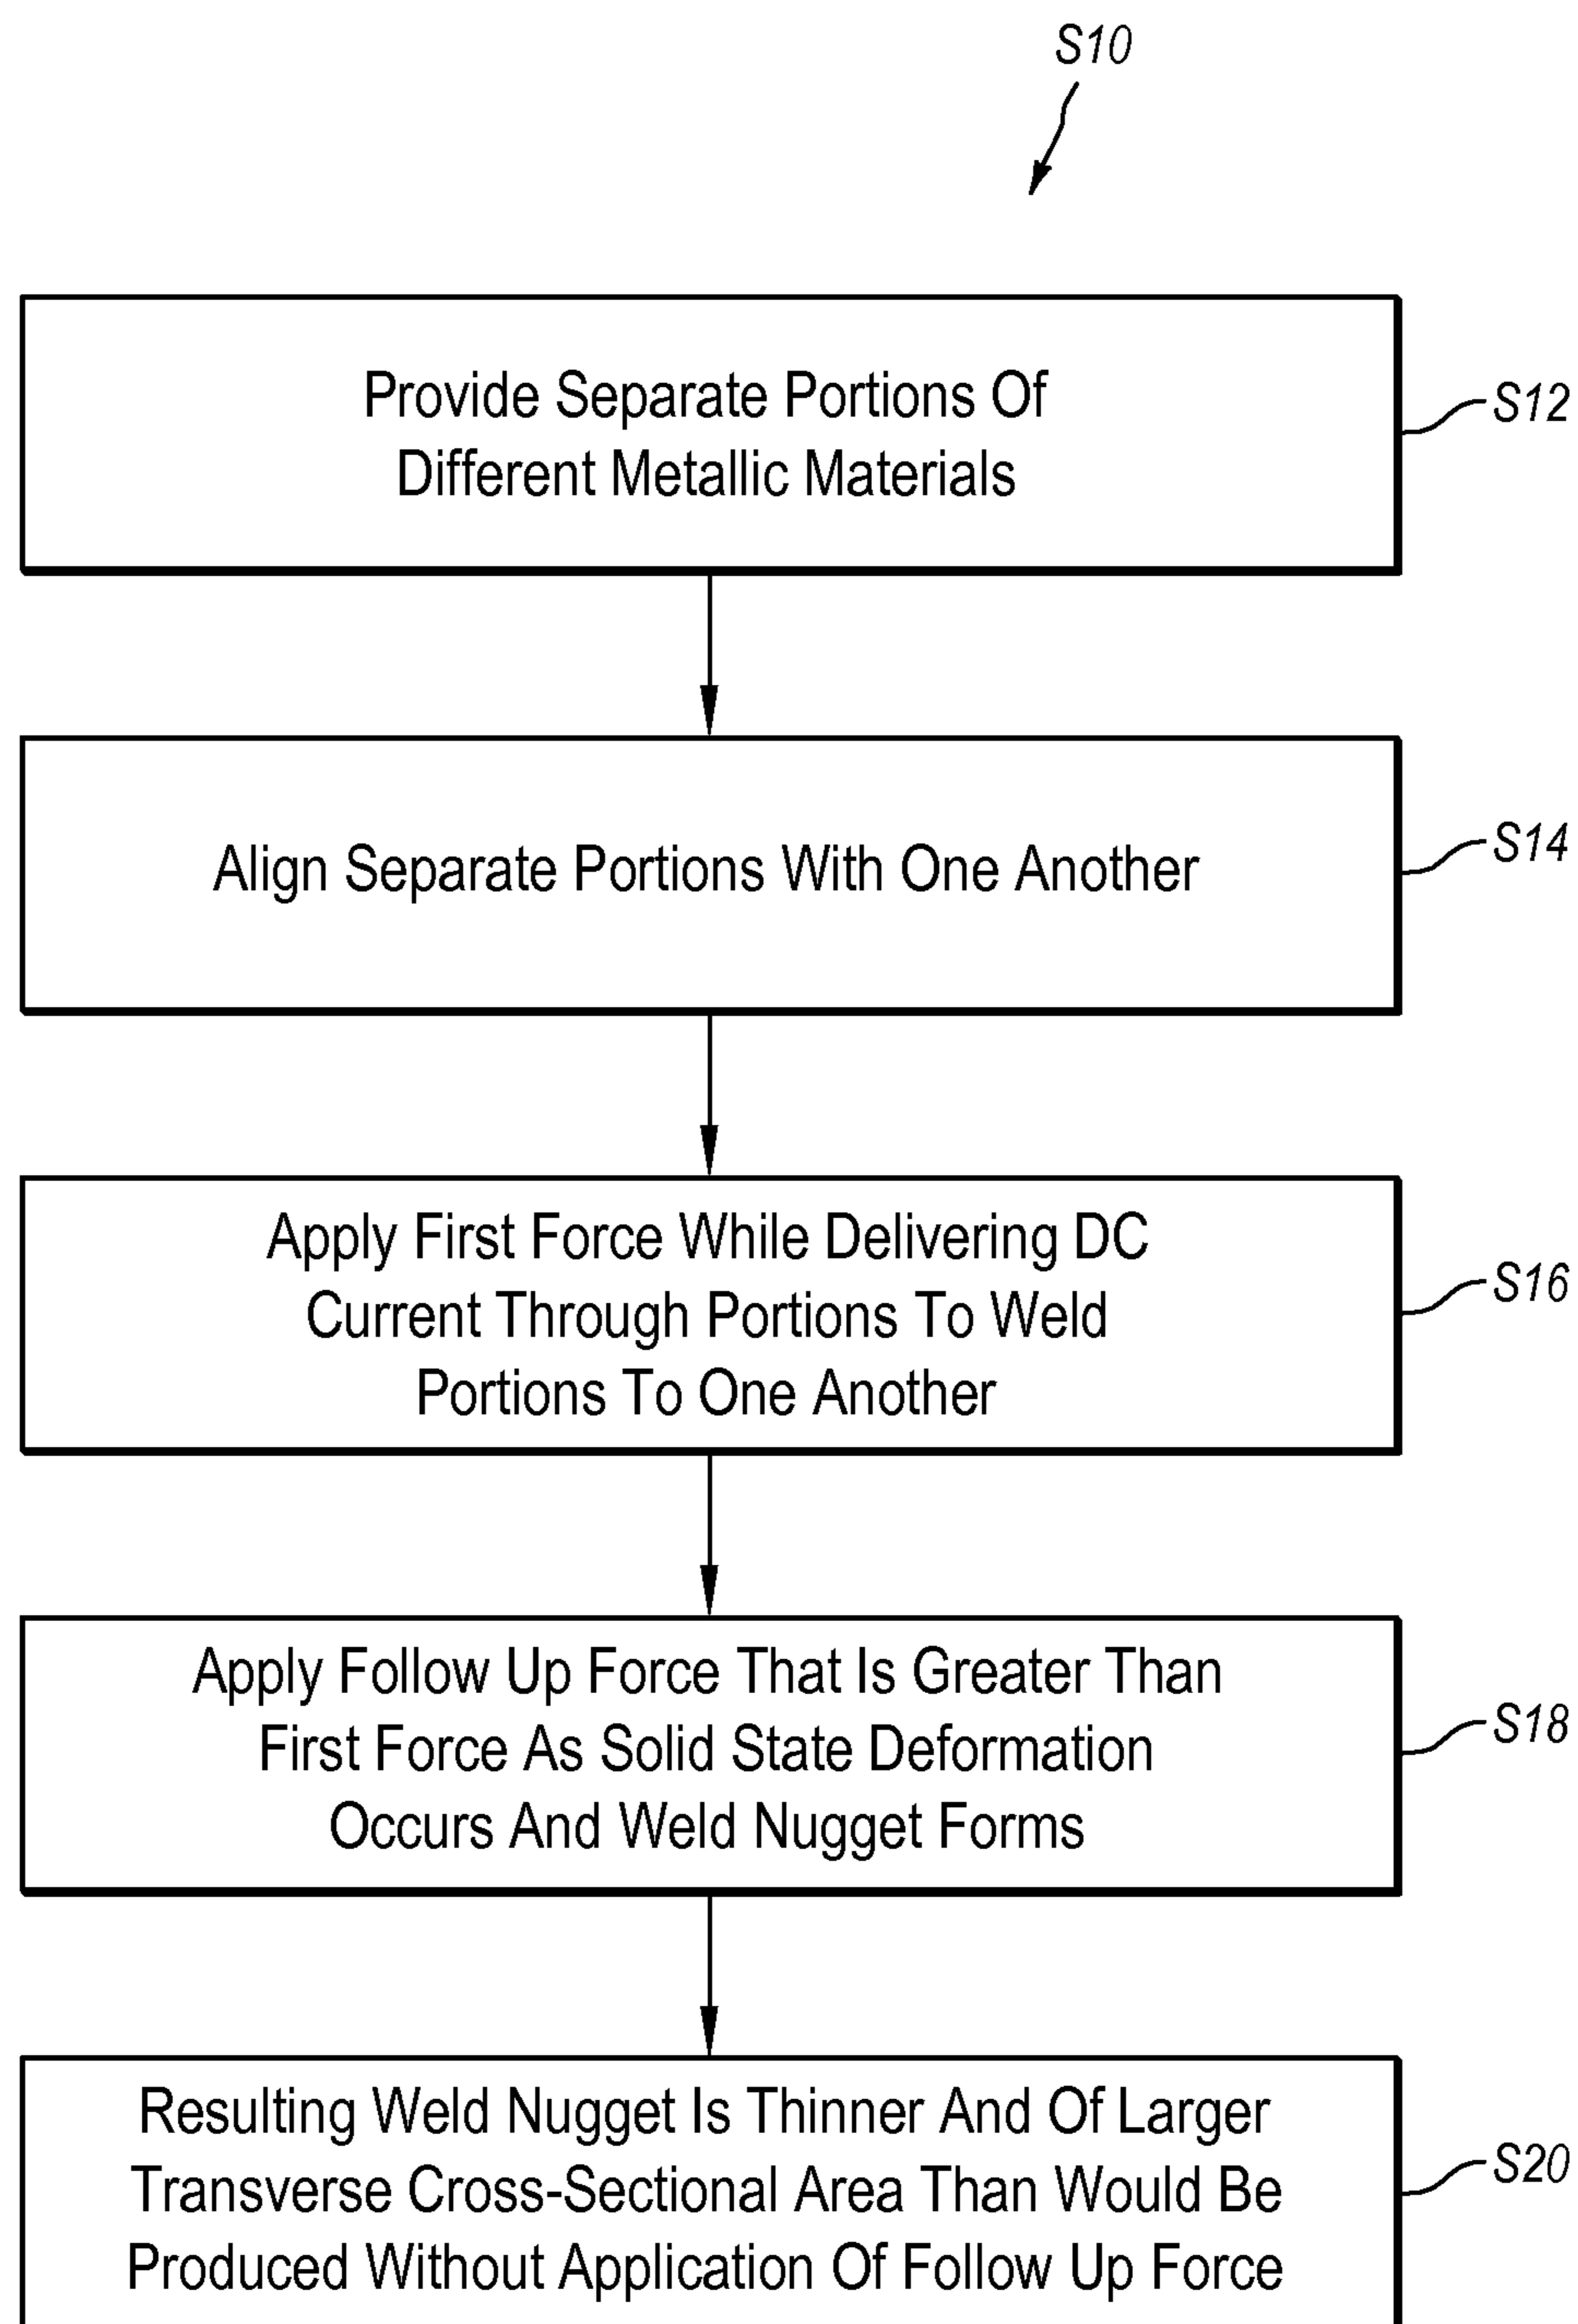 S10
Provide Separate Portions Of
Different Metallic Materials
S12
Align Separate Portions With One Another
S14
Apply First Force While Delivering DC
Current Through Portions To Weld
Portions To One Another
S16
Apply Follow Up Force That Is Greater Than
First Force As Solid State Deformation
Occurs And Weld Nugget Forms
S18
Resulting Weld Nugget Is Thinner And Of Larger
Transverse Cross-Sectional Area Than Would Be
Produced Without Application Of Follow Up Force
S20